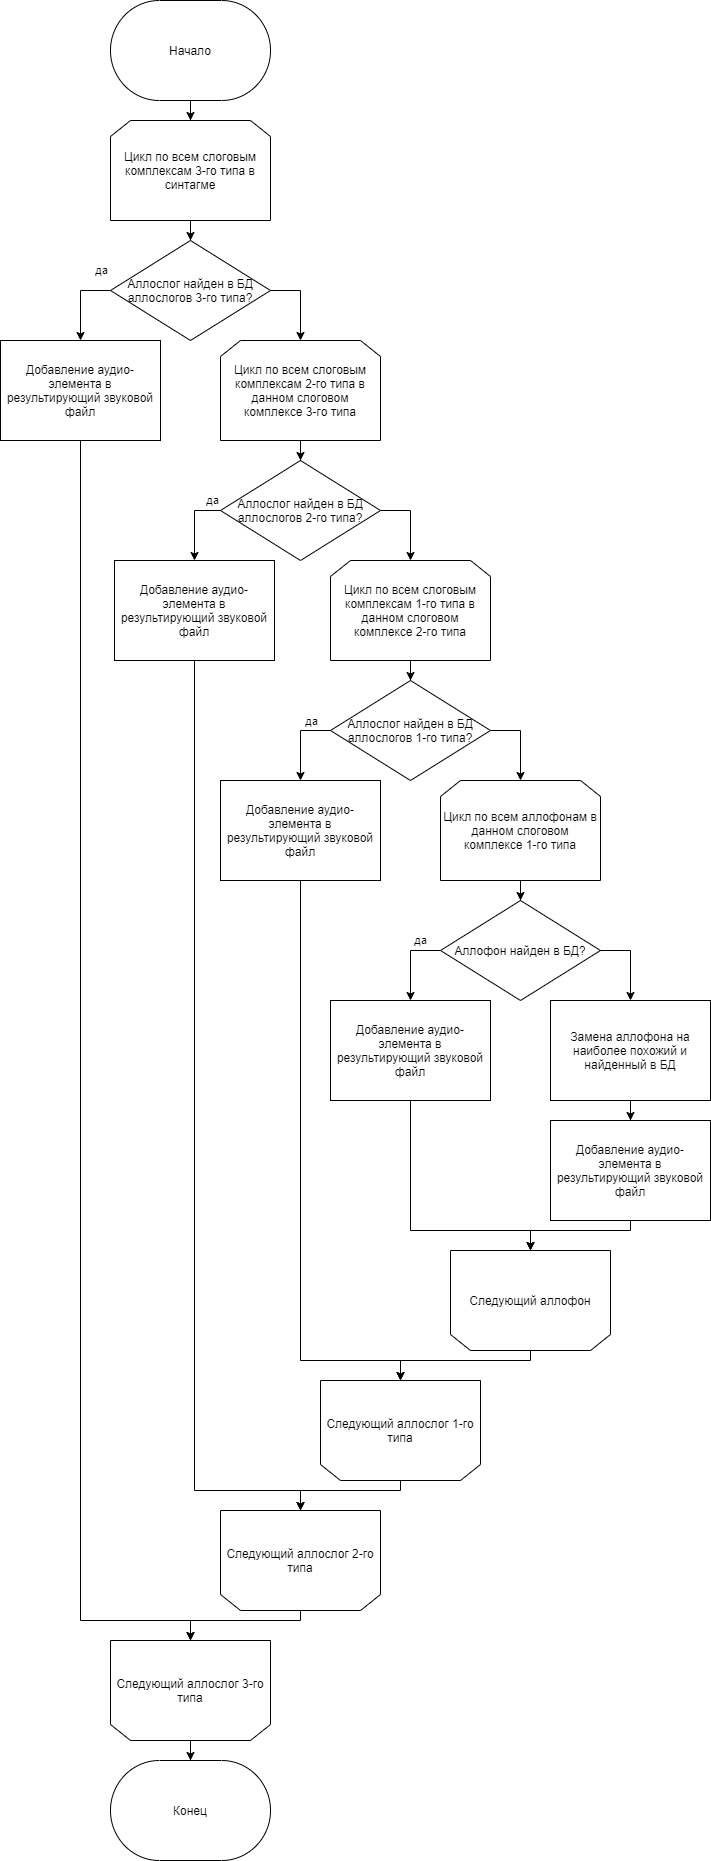 Начало
Цикл по всем слоговым
комплексам 3-го типа в
синтагме
да
Аллослог найден в БД
аллослогов 3-го типа?
Добавление аудио-
элемента в
результирующий звуковой
файл
Цикл по всем слоговым
комплексам 2-го типа в
данном слоговом
комплексе 3-го типа
да
Аллослог найден в БД
аллослогов 2-го типа?
Добавление аудио-
элемента в
результирующий звуковой
файл
Цикл по всем слоговым
комплексам 1-го типа в
данном слоговом
комплексе 2-го типа
да
Аллослог найден в БД
аллослогов 1-го типа?
Добавление аудио-
элемента в
результирующий звуковой
файл
Цикл по всем аллофонам в
данном слоговом
комплексе 1-го типа
да
Аллофон найден в БД?
Добавление аудио-
элемента в
результирующий звуковой
файл
Замена аллофона на
наиболее похожий и
найденный в БД
Добавление аудио-
элемента в
результирующий звуковой
файл
Следующий аллофон
Следующий аллослог 1-го
типа
Следующий аллослог 2-го
типа
Следующий аллослог 3-го
типа
Конец